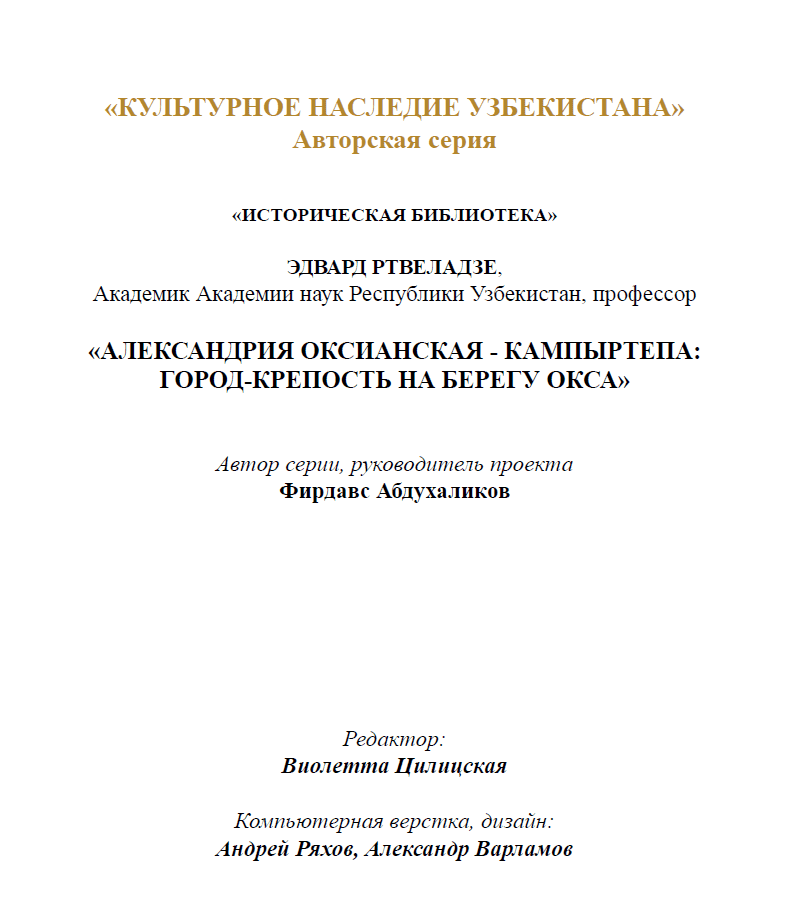 «КУЛЬТУРНОЕ НАСЛЕДИЕ УЗБЕКИСТАНА»
Авторская серия
«ИСТОРИЧЕСКАЯ БИБЛИОТЕКА»
ЭДВАРД РТВЕЛАДЗЕ,
Академик Академии наук Республики Узбекистан, профессор
«АЛЕКСАНДРИЯ ОКСИАНСКАЯ - КАМПЫРТЕПА:
ГОРОД-КРЕПОСТЬ НА БЕРЕГУ ОКСА»
Автор серии, руководитель проекта
Фирдавс Абдухаликов
Редактор:
Виолетта Цилицская
Компьютерная верстка, дизайн:
Андрей Ряхов, Александр Варламов